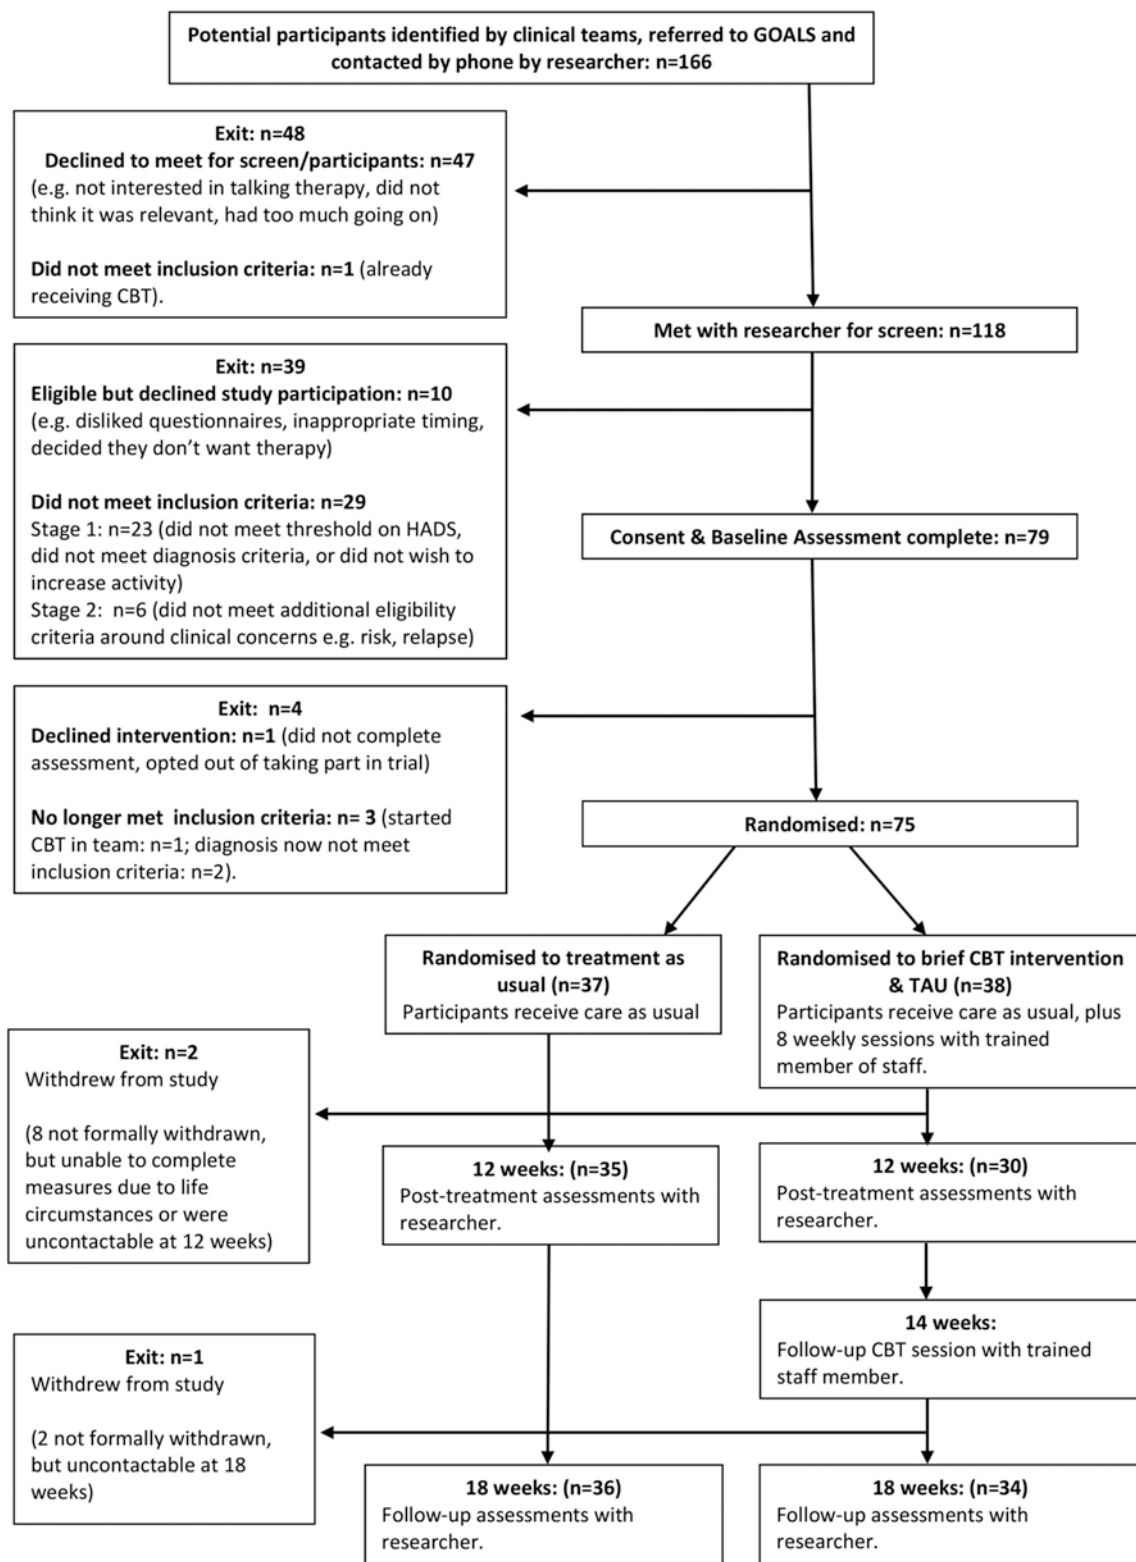 Potential participants identified by clinical teams, referred to GOALS and
contacted by phone by researcher: n=166
Exit: n=48
Declined to meet for screen/participants: n=47
(e.g. not interested in talking therapy, did not
think it was relevant, had too much going on)
Did not meet inclusion criteria: n=1 (already
receiving CBT).
Met with researcher for screen: n=118
Exit: n=39
Eligible but declined study participation: n=10
(e.g. disliked questionnaires, inappropriate timing,
decided they don't want therapy)
Did not meet inclusion criteria: n=29
Stage 1: n=23 (did not meet threshold on HADS,
did not meet diagnosis criteria, or did not wish to
increase activity)
Stage 2:  n=6 (did not meet additional eligibility
criteria around clinical concerns e.g. risk, relapse)
Consent & Baseline Assessment complete: n=79
Exit:  n=4
Declined intervention: n=1 (did not complete
assessment, opted out of taking part in trial)
No longer met  inclusion criteria: n= 3 (started
CBT in team: n=1; diagnosis now not meet
inclusion criteria: n=2).
Randomised: n=75
Randomised to treatment as
usual (n=37)
Participants receive care as usual
Randomised to brief CBT intervention
& TAU (n=38)
Participants receive care as usual, plus
8 weekly sessions with trained
member of staff.
Exit: n=2
Withdrew from study
(8 not formally withdrawn,
but unable to complete
measures due to life
circumstances or were
uncontactable at 12 weeks)
12 weeks: (n=35)
Post-treatment assessments with
researcher.
12 weeks: (n=30)
Post-treatment assessments with
researcher.
14 weeks:
Follow-up CBT session with trained
staff member.
Exit: n=1
Withdrew from study
(2 not formally withdrawn,
but uncontactable at 18
weeks)
18 weeks: (n=36)
Follow-up assessments with
researcher.
18 weeks: (n=34)
Follow-up assessments with
researcher.